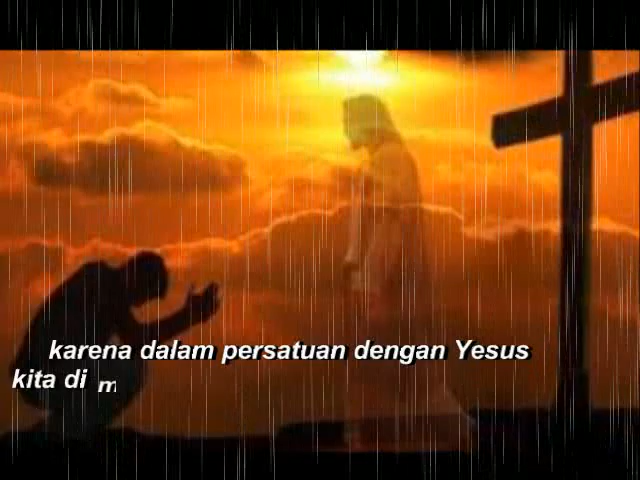 karena dalam persatuan dengan Yesus
kita di m